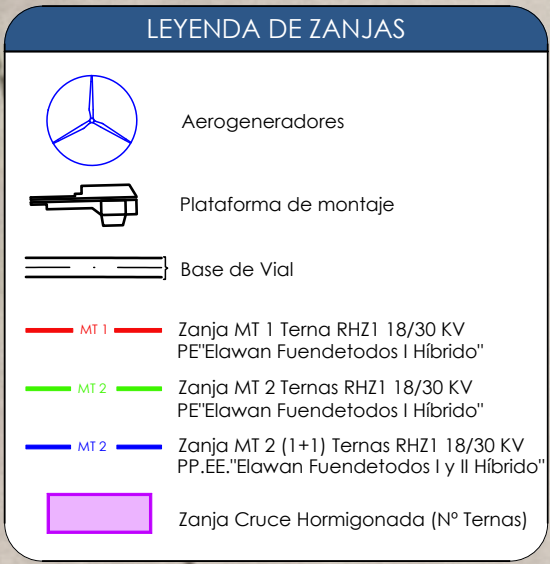 LEYENDA DE ZANJAS
Aerogeneradores
Plataforma de montaje
Base de Vial
MT 1
Zanja MT 1 Terna RHZ1 18/30 KV
PE"Elawan Fuendetodos I Híbrido"
MT 2
Zanja MT 2 Ternas RHZ1 18/30 KV
PE"Elawan Fuendetodos I Híbrido"
MT 2
Zanja MT 2 (1+1) Ternas RHZ1 18/30 KV
PP.EE."Elawan Fuendetodos I y II Híbrido"
Zanja Cruce Hormigonada (Nº Ternas)